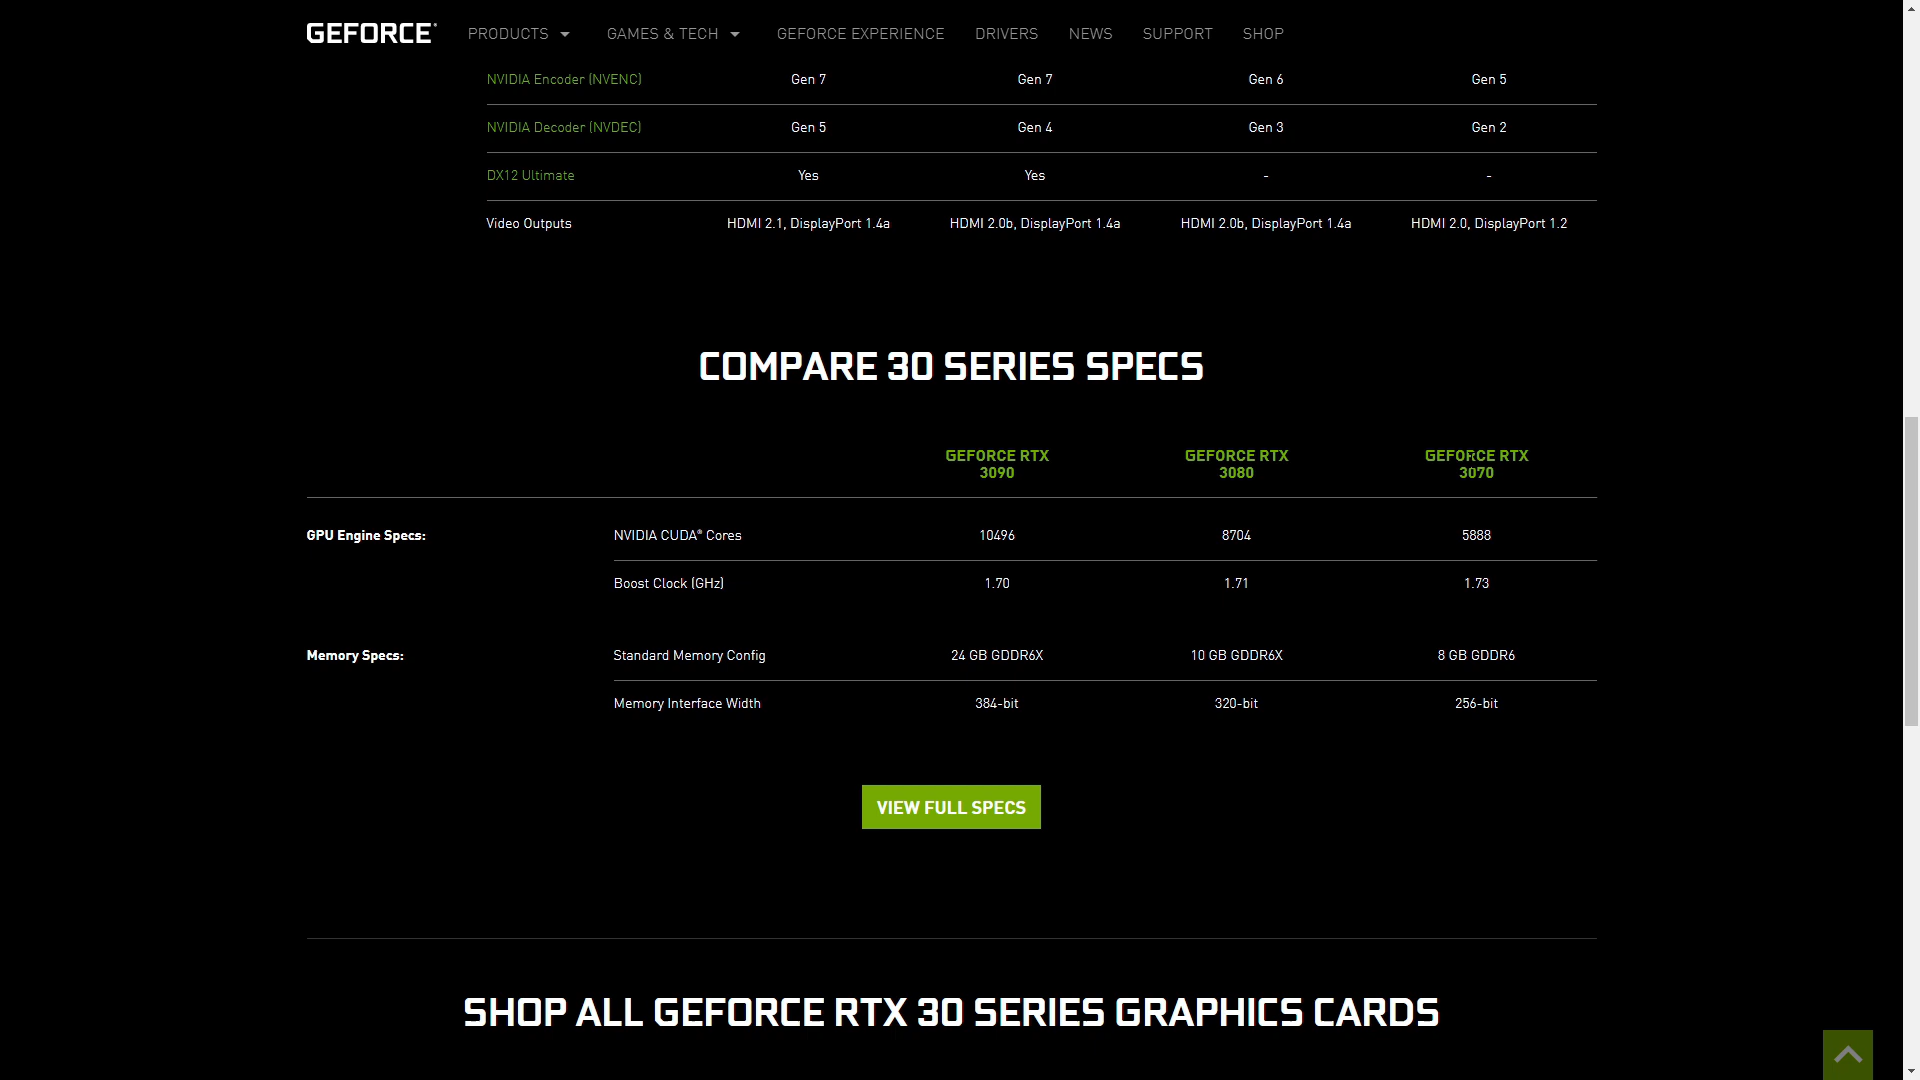 GEFORCE PRODUCTS GAMES & TECH GEFORCE EXPERIENCE DRIVERS NEWS SUPPORT SHOP
NVIDIA Encoder (NVENC) Gen 7 Gen 7 Gen 6 Gen 5
NVIDIA Decoder (NVDEC) Gen 5 Gen 4 Gen 3 Gen 2
DX12 Ultimate Yes Yes - -
Video Outputs HDMI 2.1, DisplayPort 1.4a HDMI 2.0b, DisplayPort 1.4a HDMI 2.0b, DisplayPort 1.4a HDMI 2.0, DisplayPort 1.2
COMPARE 30 SERIES SPECS
GEFORCE RTX GEFORCE RTX GEFORCE RTX
3090 3080 3070
GPU Engine Specs: NVIDIA CUDA® Cores 10496 8704 5888
Boost Clock (GHz) 1.70 1.71 1.73
Memory Specs: Standard Memory Config 24 GB GDDR6X 10 GB GDDR6X 8 GB GDDR6
Memory Interface Width 384-bit 320-bit 256-bit
VIEW FULL SPECS
SHOP ALL GEFORCE RTX 30 SERIES GRAPHICS CARDS